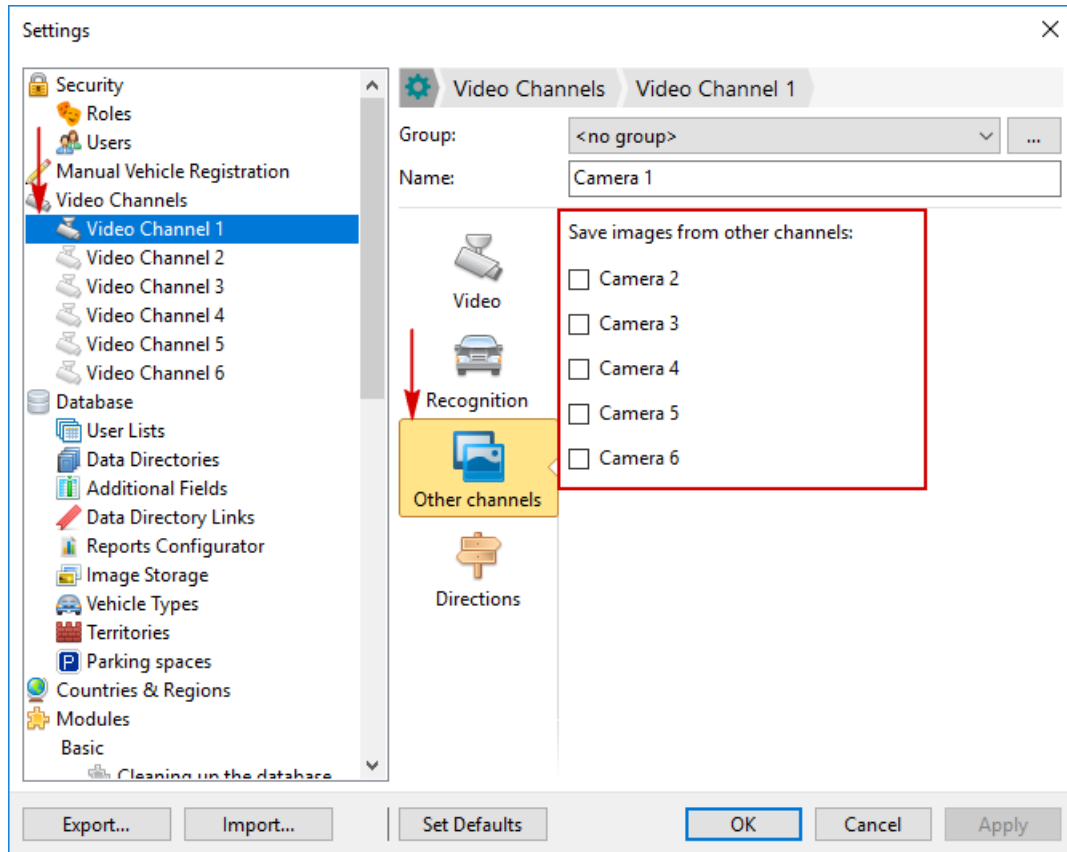 Settings
Security
Roles
Users
Manual Vehicle Registration
Video Channels
Video Channel 1
Video Channel 2
Video Channel 3
Video Channel 4
Video Channel 5
Video Channel 6
Database
User Lists
Data Directories
Additional Fields
Data Directory Links
Reports Configurator
Image Storage
Vehicle Types
Territories
P Parking spaces
Countries & Regions
Modules
Basic
Cleaning up the database
Video Channels Video Channel 1
Group: <no group> ...
Name: Camera 1
Video
Recognition
Other channels
Directions
Save images from other channels:
Camera 2
Camera 3
Camera 4
Camera 5
Camera 6
Export... Import... Set Defaults OK Cancel Apply